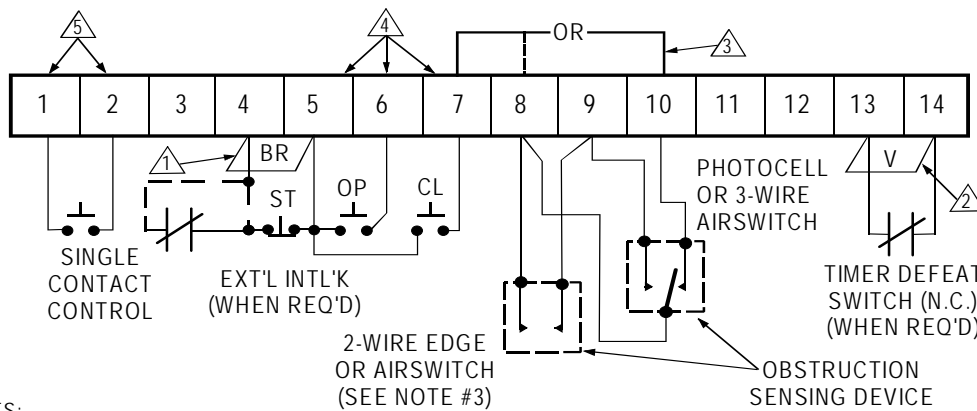 5
4
OR
3
1 2 3 4 5 6 7 8 9 10 11 12 13 14
1
BR
V
2
ST
OP
CL
PHOTOCELL
OR 3-WIRE
AIRSWITCH
SINGLE
CONTACT
CONTROL
EXT'L INTL'K
(WHEN REQ'D)
TIMER DEFEAT
SWITCH (N.C.)
(WHEN REQ'D)
2-WIRE EDGE
OR AIRSWITCH
(SEE NOTE #3)
OBSTRUCTION
SENSING DEVICE